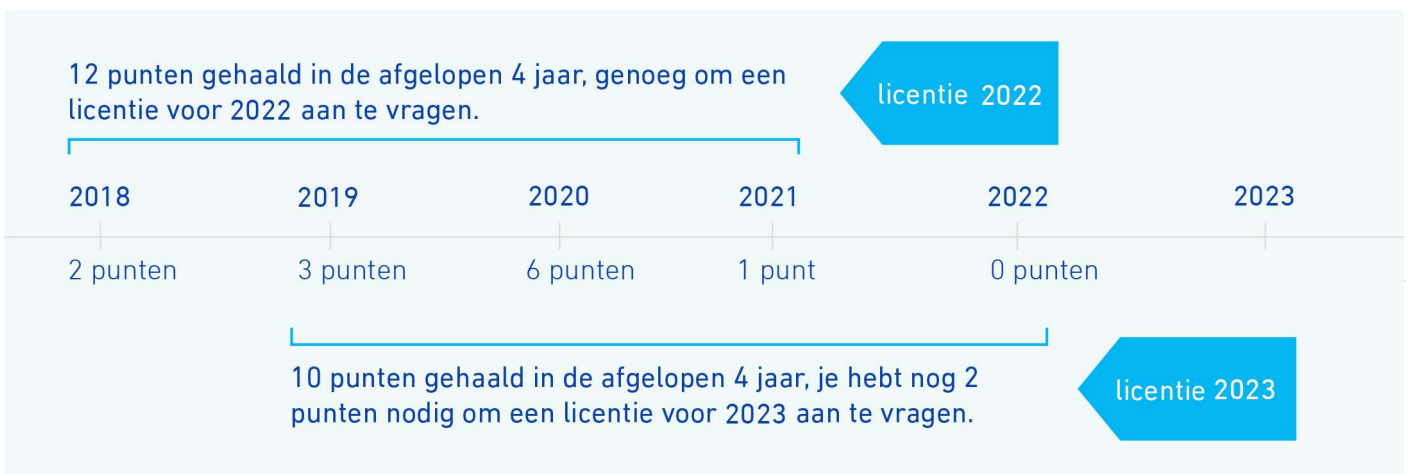 12 punten gehaald in de afgelopen 4 jaar, genoeg om een
licentie voor 2022 aan te vragen.
licentie 2022
2018 2019 2020 2021 2022 2023
2 punten 3 punten 6 punten 1 punt 0 punten
10 punten gehaald in de afgelopen 4 jaar, je hebt nog 2
punten nodig om een licentie voor 2023 aan te vragen.
licentie 2023